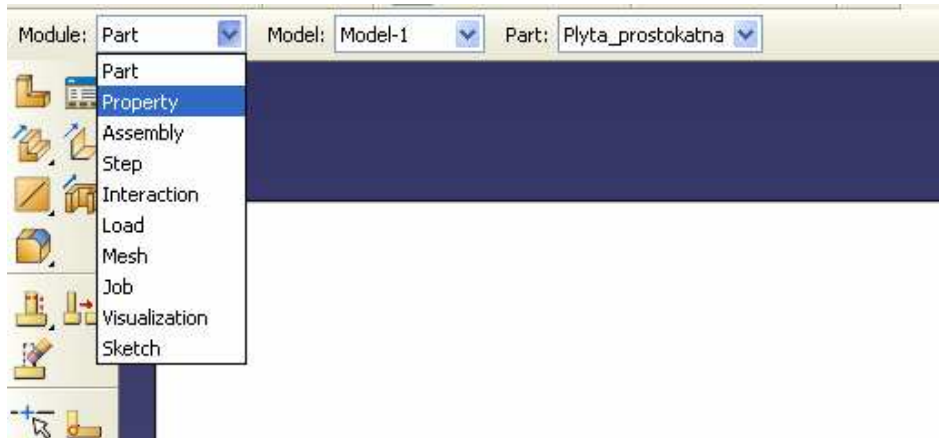 Module: Part Model: Model-1 Part: Plyta_prostokatna
Part
Property
Assembly
Step
Interaction
Load
Mesh
Job
Visualization
Sketch